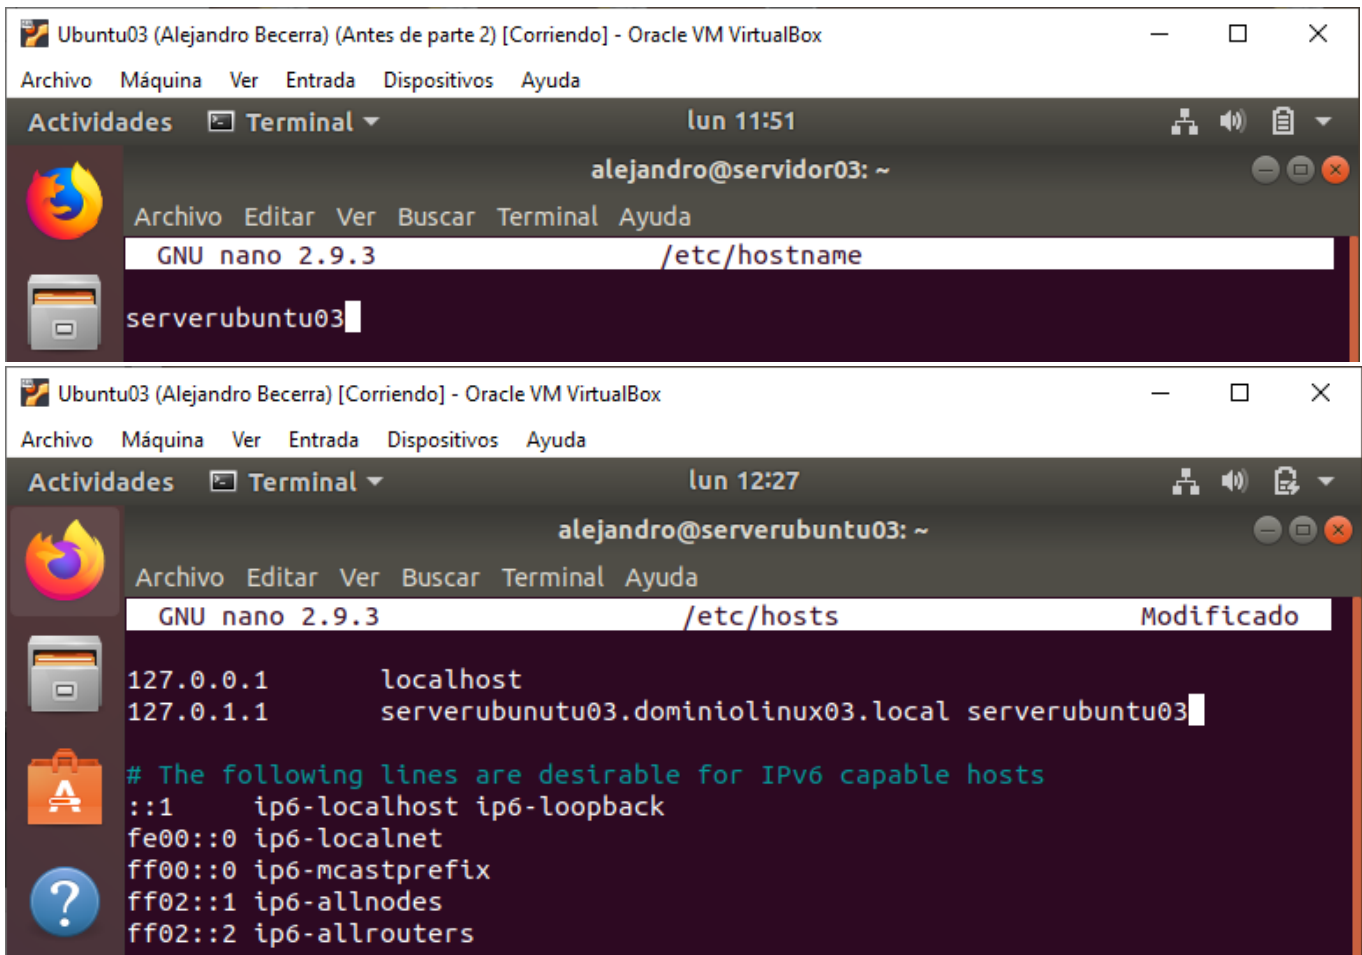 Ubuntu03 (Alejandro Becerra) (Antes de parte 2) [Corriendo] - Oracle VM VirtualBox
Archivo Máquina Ver Entrada Dispositivos Ayuda
Actividades Terminal lun 11:51
alejandro@servidor03: ~
Archivo Editar Ver Buscar Terminal Ayuda
GNU nano 2.9.3 /etc/hostname
serverubuntu03
Ubuntu03 (Alejandro Becerra) [Corriendo] - Oracle VM VirtualBox
Archivo Máquina Ver Entrada Dispositivos Ayuda
Actividades Terminal lun 12:27
alejandro@serverubuntu03: ~
Archivo Editar Ver Buscar Terminal Ayuda
GNU nano 2.9.3 /etc/hosts Modificado
127.0.0.1 localhost
127.0.1.1 serverubunutu03.dominiolinux03.local serverubuntu03
# The following lines are desirable for IPv6 capable hosts
::1 ip6-localhost ip6-loopback
fe00::0 ip6-localnet
ff00::0 ip6-mcastprefix
ff02::1 ip6-allnodes
ff02::2 ip6-allrouters